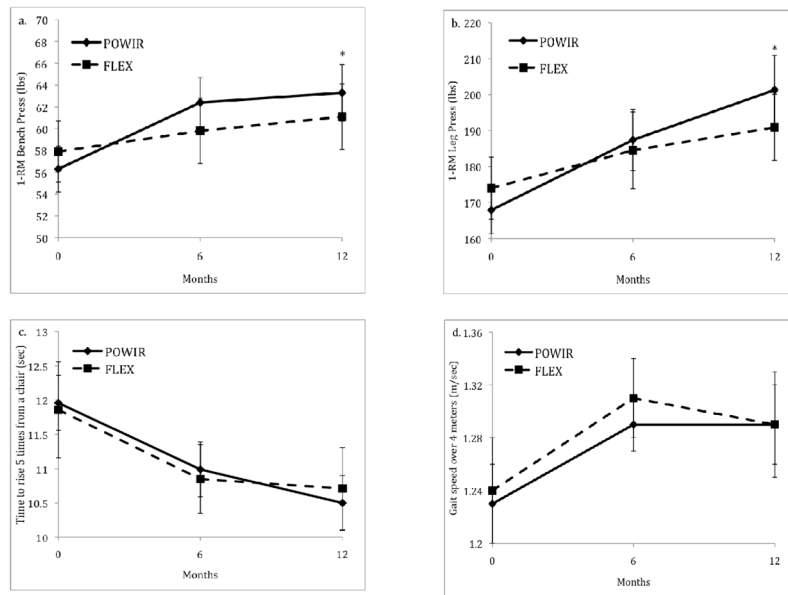 a.
1-RM Bench Press (lbs)
70
68
66
64
62
60
58
56
54
52
50
POWIR
FLEX
*
0
6
12
Months
b.
1-RM Leg Press (lbs)
220
210
200
190
180
170
160
POWIR
FLEX
*
0
6
12
Months
c.
Time to rise 5 times from a chair (sec)
13
12.5
12
11.5
11
10.5
10
POWIR
FLEX
0
6
12
Months
d.
Gait speed over 4 meters (m/sec)
1.36
1.32
1.28
1.24
1.2
POWIR
FLEX
0
6
12
Months